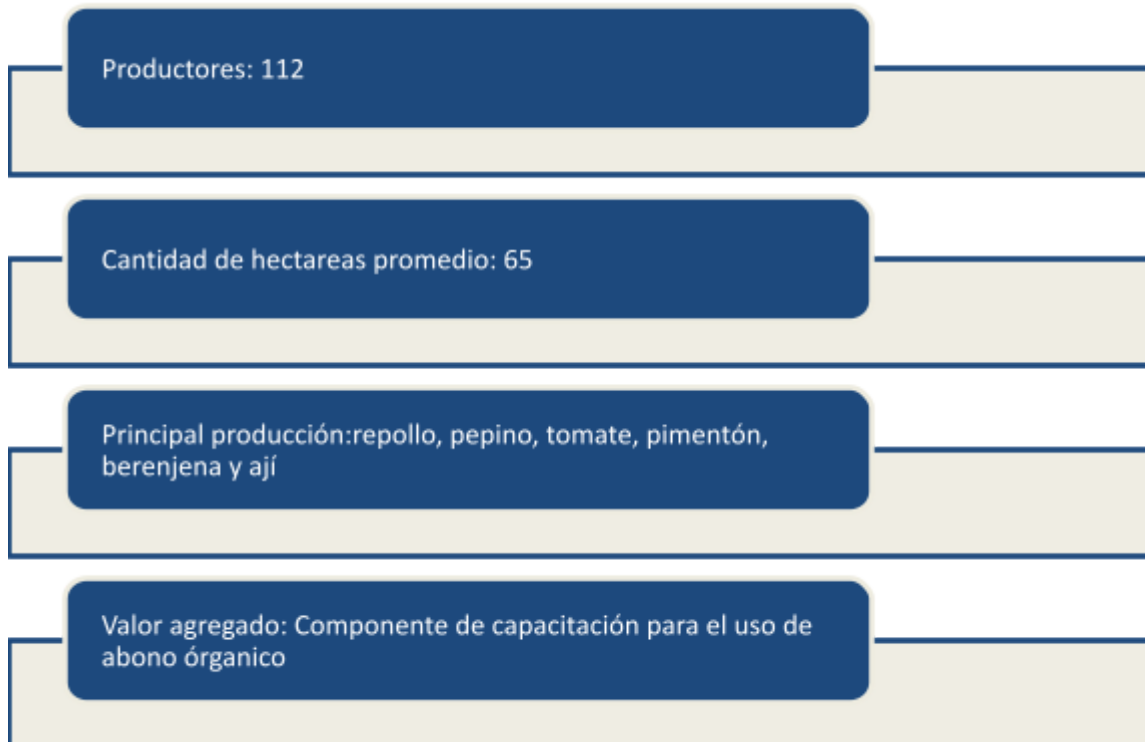 Productores: 112
Cantidad de hectareas promedio: 65
Principal producción:repollo, pepino, tomate, pimentón,
berenjena y ají
Valor agregado: Componente de capacitación para el uso de
abono órganico